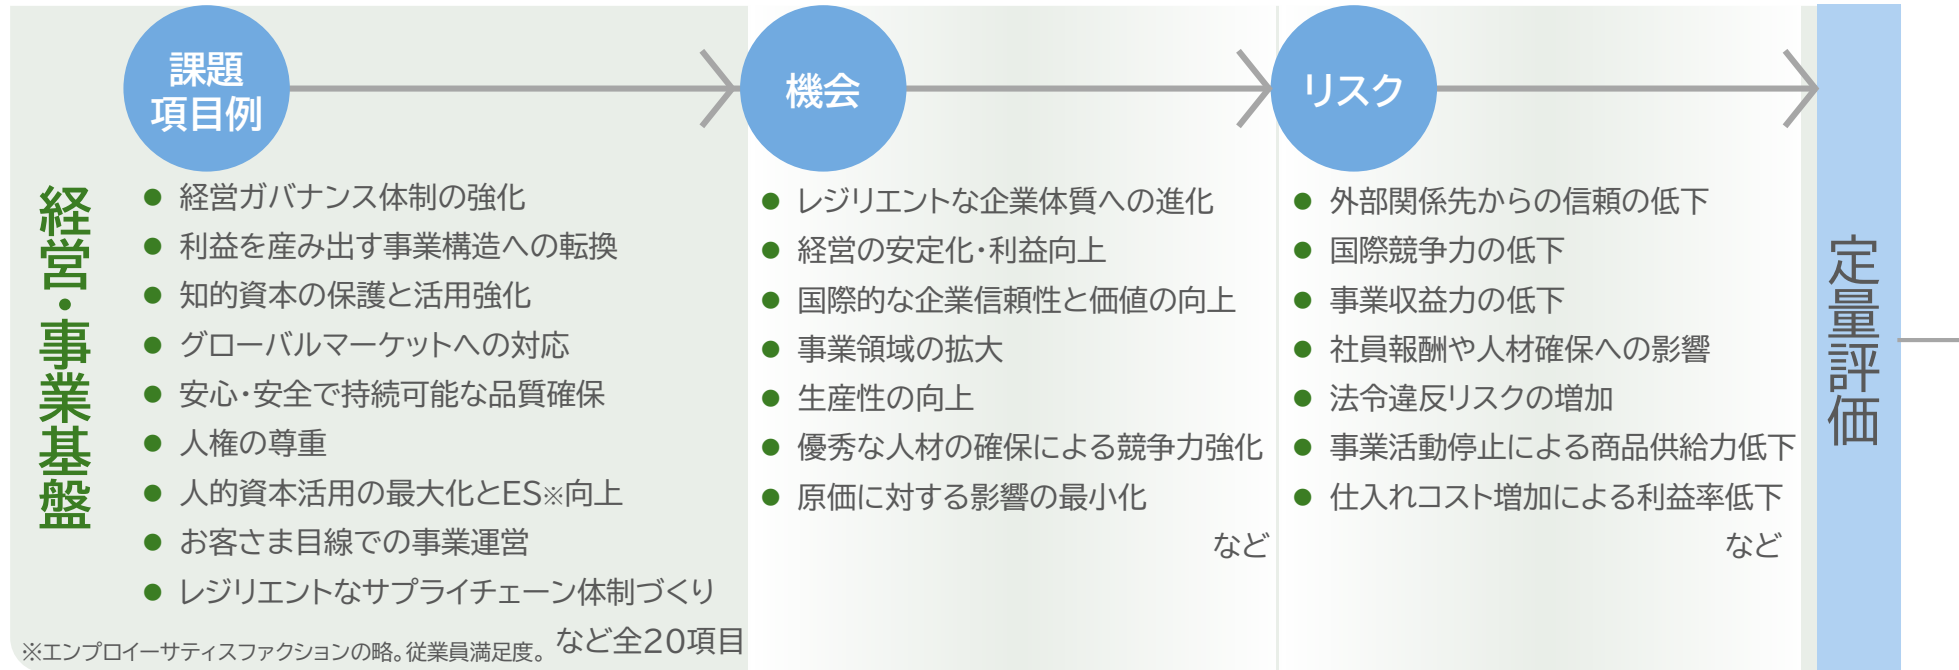 課題
項目例
機会
リスク
経営・事業基盤
● 経営ガバナンス体制の強化
● 利益を産み出す事業構造への転換
● 知的資本の保護と活用強化
● グローバルマーケットへの対応
● 安心・安全で持続可能な品質確保
● 人権の尊重
● 人的資本活用の最大化とES※向上
● お客さま目線での事業運営
● レジリエントなサプライチェーン体制づくり
など全20項目
※エンプロイーサティスファクションの略。従業員満足度。
● レジリエントな企業体質への進化
● 経営の安定化・利益向上
● 国際的な企業信頼性と価値の向上
● 事業領域の拡大
● 生産性の向上
● 優秀な人材の確保による競争力強化
● 原価に対する影響の最小化
など
● 外部関係先からの信頼の低下
● 国際競争力の低下
● 事業収益力の低下
● 社員報酬や人材確保への影響
● 法令違反リスクの増加
● 事業活動停止による商品供給力低下
● 仕入れコスト増加による利益率低下
など
定量評価